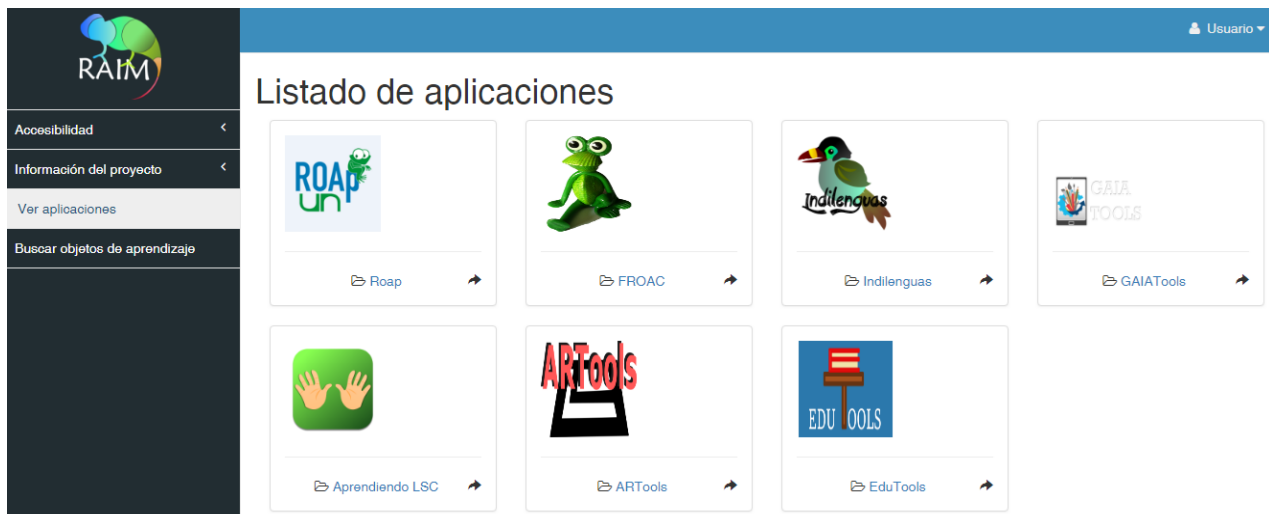 RAIM
Usuario
Listado de aplicaciones
Accesibilidad
Información del proyecto
Ver aplicaciones
Buscar objetos de aprendizaje
ROAp
un
Indilenguas
GAIA
TOOLS
Roap
FROAC
Indilenguas
GAIATools
ARTools
EDU TOOLS
Aprendiendo LSC
ARTools
EduTools